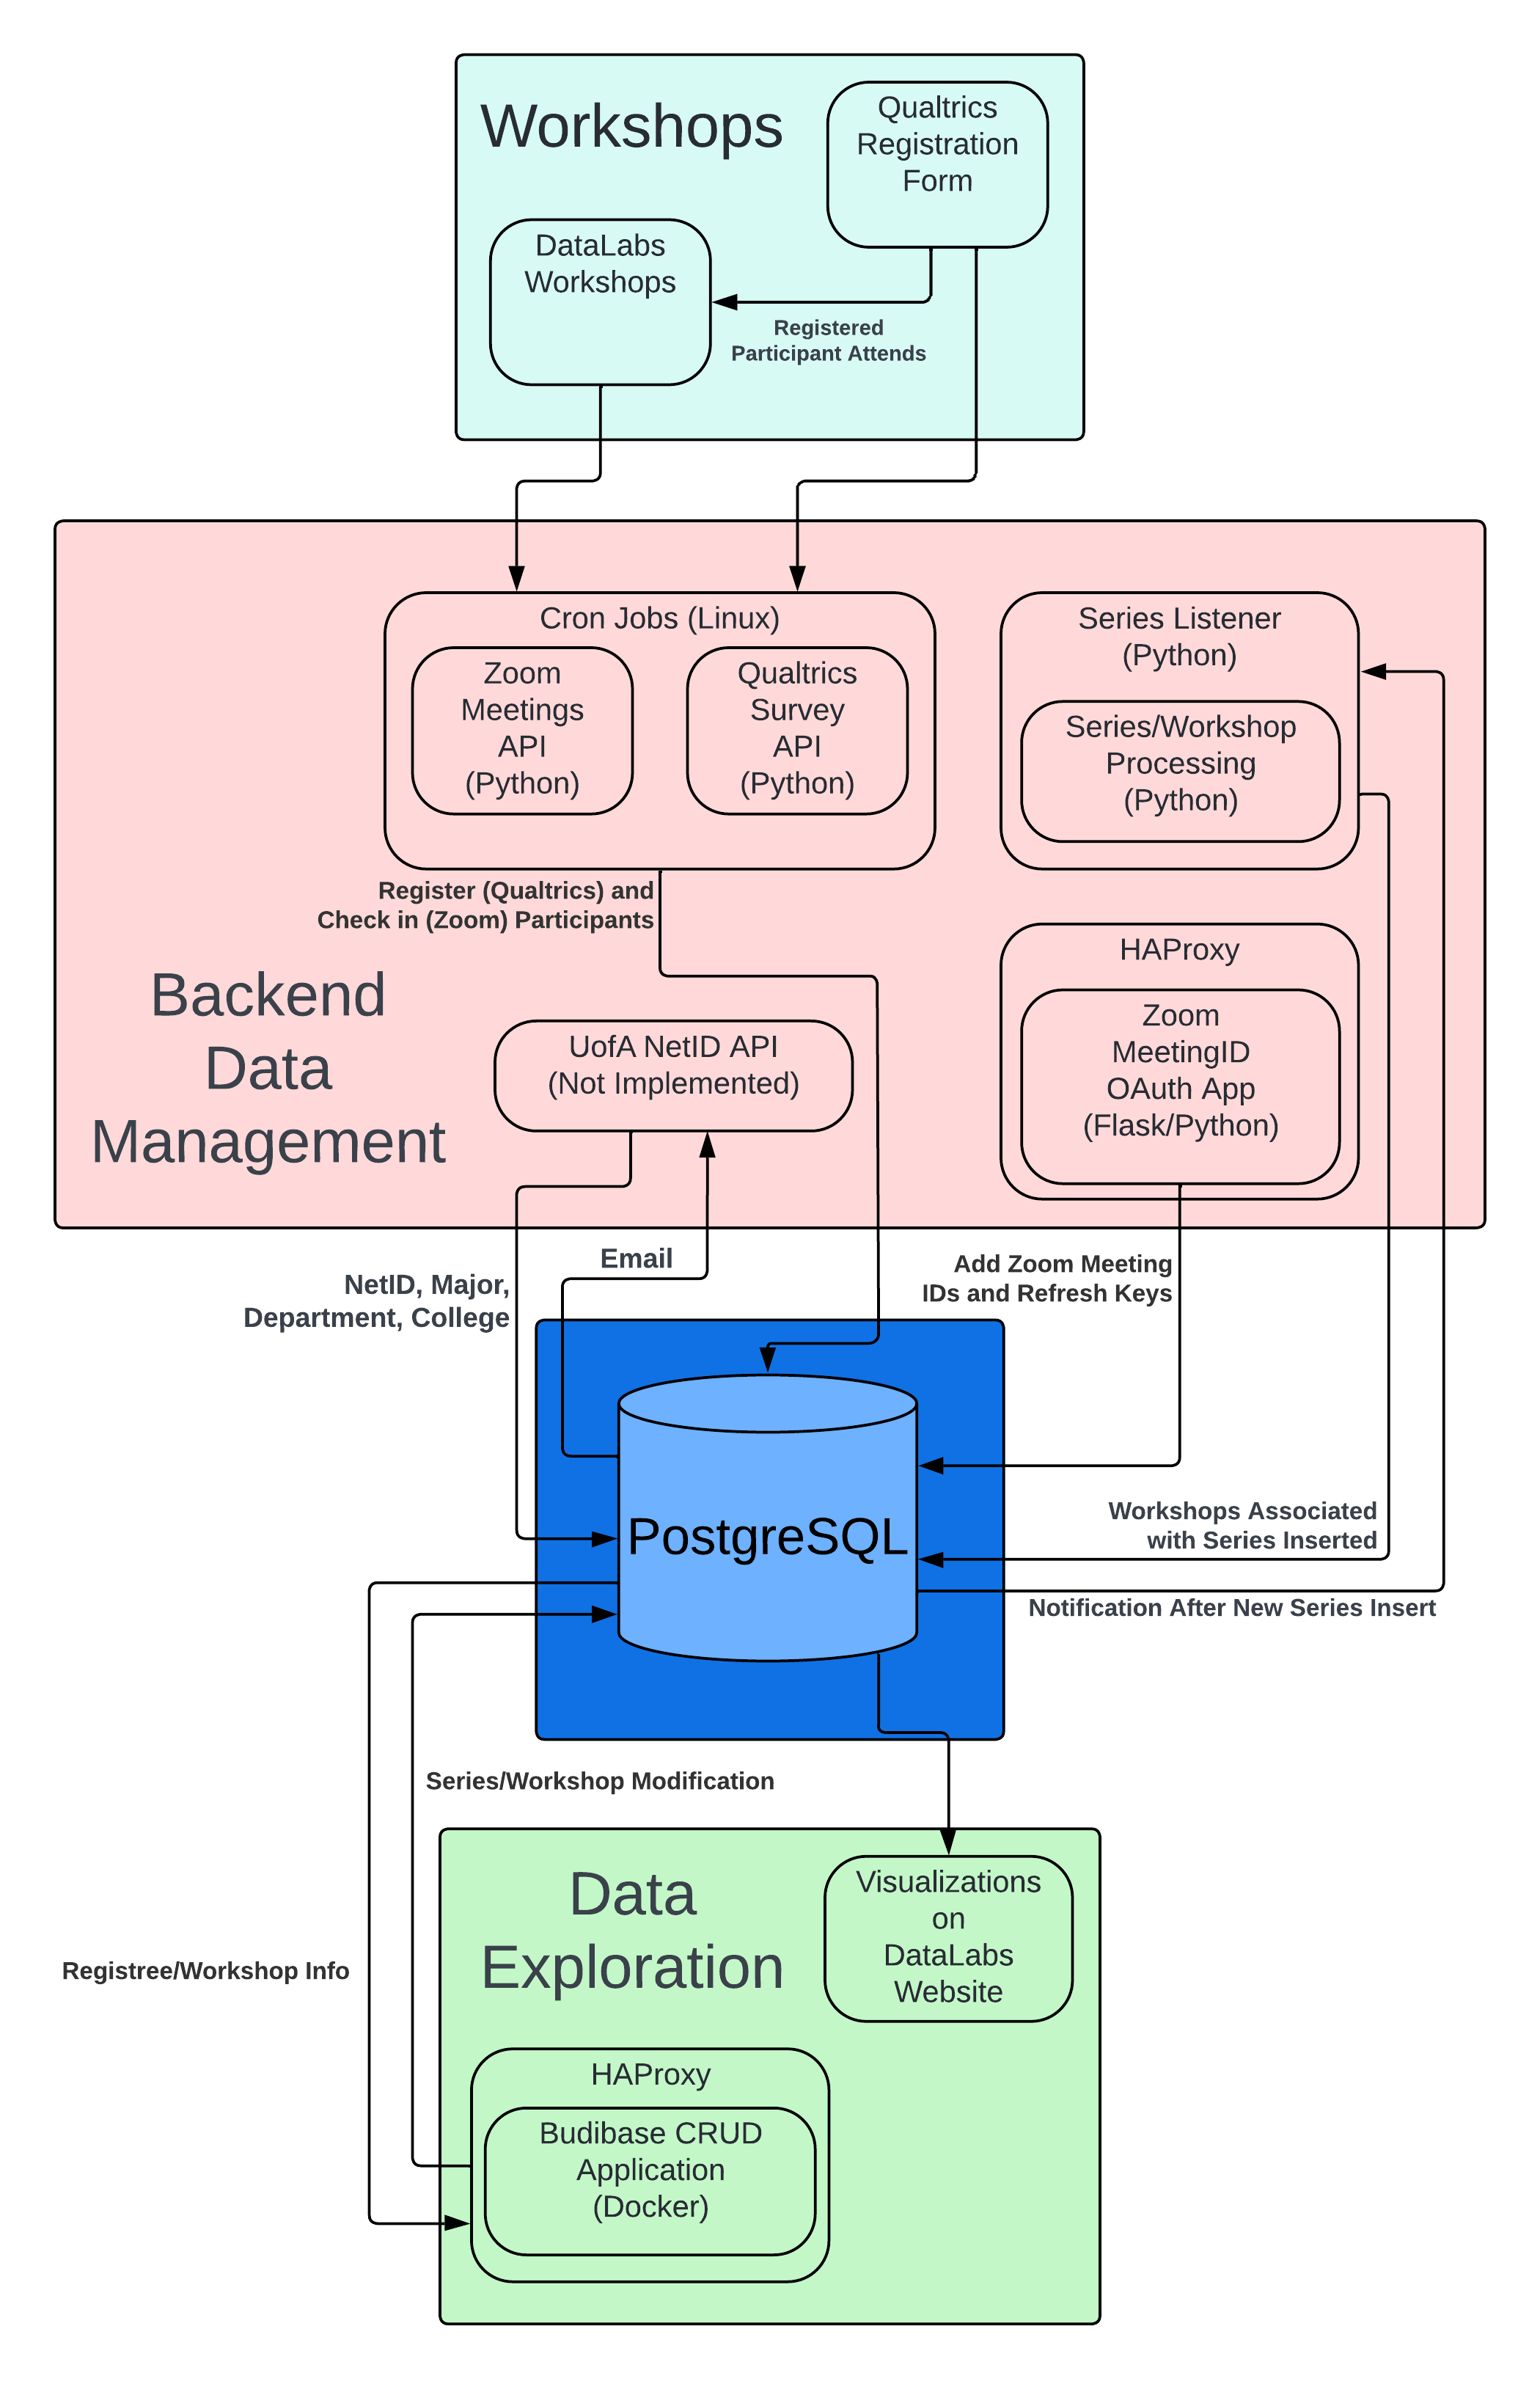 Workshops
Qualtrics
Registration
Form
DataLabs
Workshops
Registered
Participant Attends
Cron Jobs (Linux)
Zoom
Meetings
API
(Python)
Qualtrics
Survey
API
(Python)
Series Listener
(Python)
Series/Workshop
Processing
(Python)
Register (Qualtrics) and
Check in (Zoom) Participants
Backend
Data
Management
UofA NetID API
(Not Implemented)
HAProxy
Zoom
MeetingID
OAuth App
(Flask/Python)
Email
NetID, Major,
Department, College
Add Zoom Meeting
IDs and Refresh Keys
PostgreSQL
Workshops Associated
with Series Inserted
Notification After New Series Insert
Series/Workshop Modification
Registree/Workshop Info
Data
Exploration
Visualizations
on
DataLabs
Website
HAProxy
Budibase CRUD
Application
(Docker)